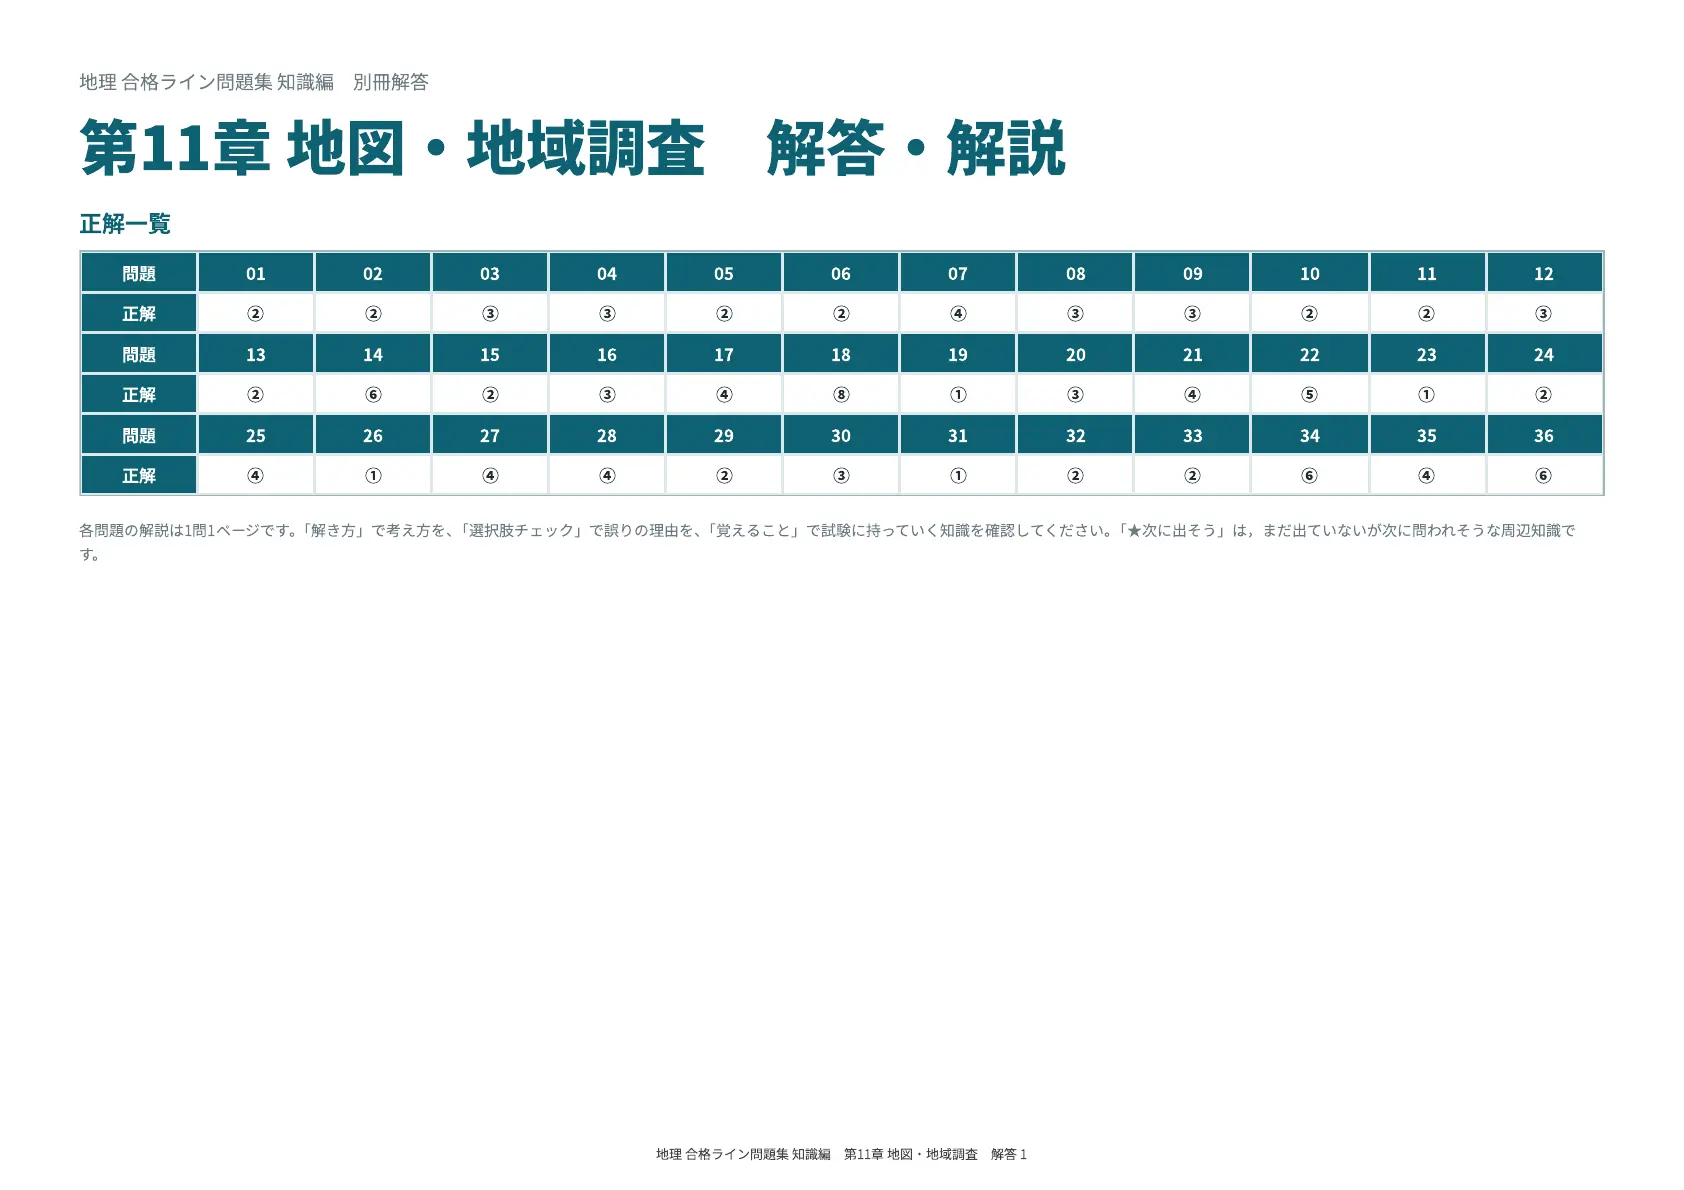 地理 合格ライン問題集 知識編　別冊解答
第11章 地図・地域調査　解答・解説
正解一覧
問題 01 02 03 04 05 06 07 08 09 10 11 12
正解 ② ② ③ ③ ② ② ④ ③ ③ ② ② ③
問題 13 14 15 16 17 18 19 20 21 22 23 24
正解 ② ⑥ ② ③ ④ ⑧ ① ③ ④ ⑤ ① ②
問題 25 26 27 28 29 30 31 32 33 34 35 36
正解 ④ ① ④ ④ ② ③ ① ② ② ⑥ ④ ⑥
各問題の解説は1問1ページです。「解き方」で考え方を、「選択肢チェック」で誤りの理由を、「覚えること」で試験に持っていく知識を確認してください。「★次に出そう」は，まだ出ていないが次に問われそうな周辺知識で
す。
地理 合格ライン問題集 知識編　第11章 地図・地域調査　解答 1